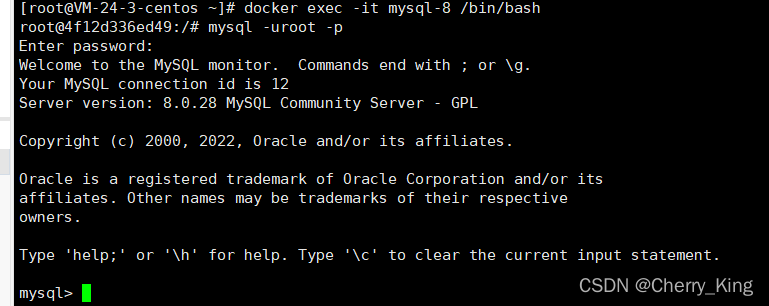 [root@VM-24-3-centos ~]# docker exec -it mysql-8 /bin/bash
root@4f12d336ed49:/# mysql -uroot -p
Enter password:
Welcome to the MySQL monitor.  Commands end with ; or \g.
Your MySQL connection id is 12
Server version: 8.0.28 MySQL Community Server - GPL
Copyright (c) 2000, 2022, Oracle and/or its affiliates.
Oracle is a registered trademark of Oracle Corporation and/or its
affiliates. Other names may be trademarks of their respective
owners.
Type 'help;' or '\h' for help. Type '\c' to clear the current input statement.
mysql>
CSDN @Cherry_King